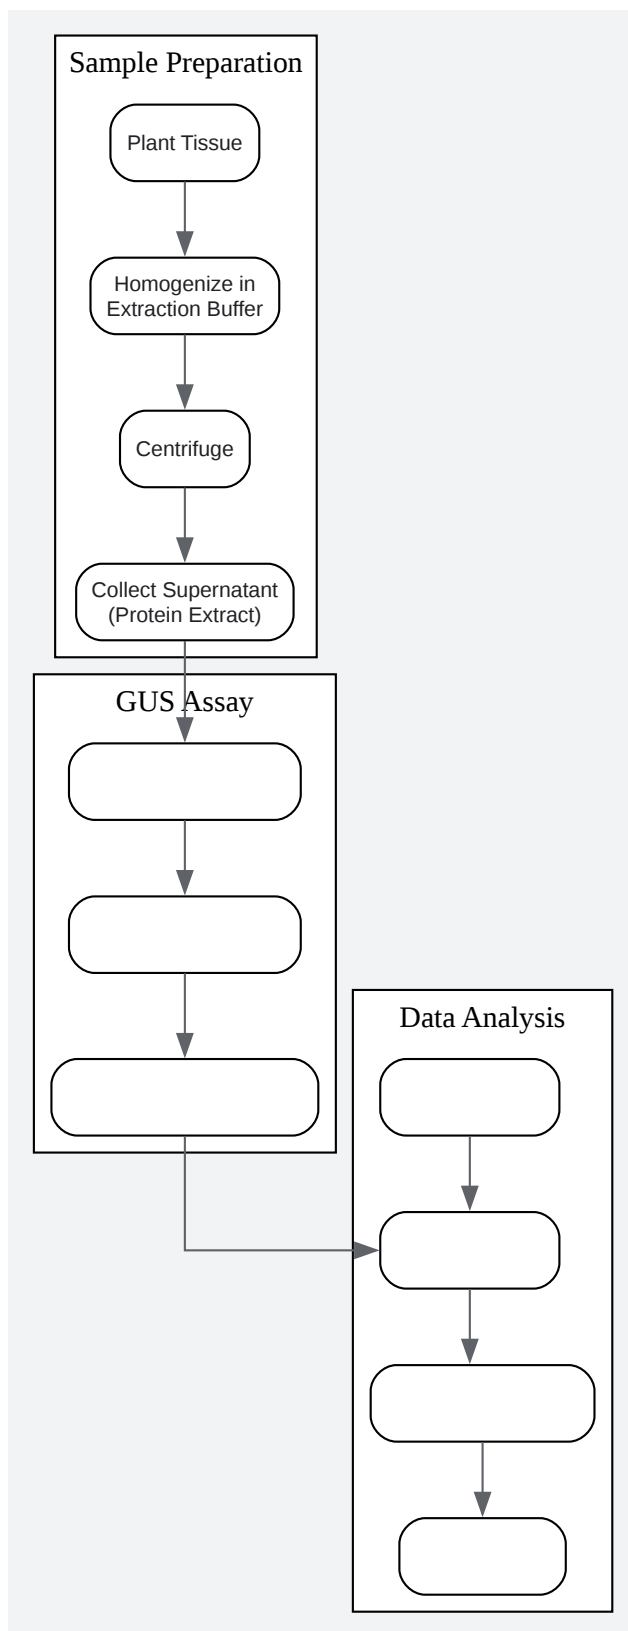 Sample Preparation
Plant Tissue
Homogenize in
Extraction Buffer
Centrifuge
Collect Supernatant
(Protein Extract)
GUS Assay
Data Analysis